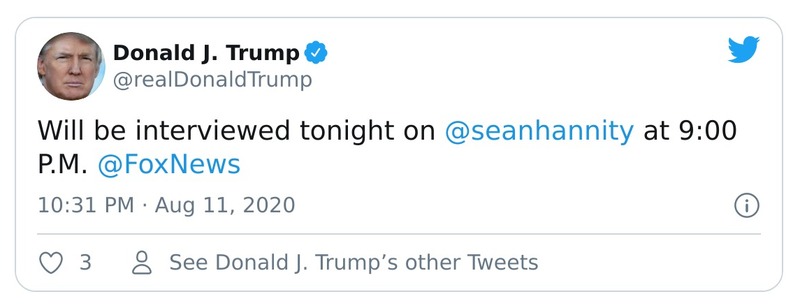 Donald J. Trump
@realDonaldTrump
Will be interviewed tonight on @seanhannity at 9:00
P.M. @FoxNews
10:31 PM · Aug 11, 2020
3 See Donald J. Trump’s other Tweets